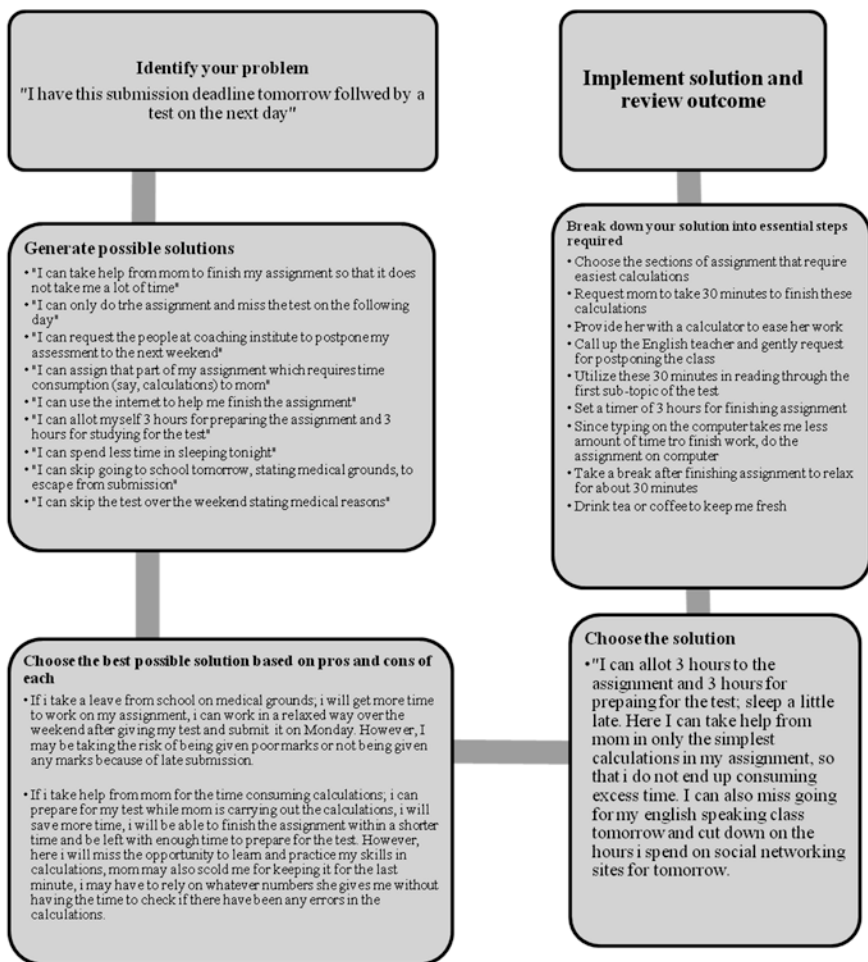 Identify your problem
"I have this submission deadline tomorrow follwed by a
test on the next day"
Generate possible solutions
• "I can take help from mom to finish my assignment so that it does
not take me a lot of time"
• "I can only do trhe assignment and miss the test on the following
day"
• "I can request the people at coaching institute to postpone my
assessment to the next weekend"
• "I can assign that part of my assignment which requires time
consumption (say, calculations) to mom"
• "I can use the internet to help me finish the assignment"
• "I can allot myself 3 hours for preparing the assignment and 3
hours for studying for the test"
• "I can spend less time in sleeping tonight"
• "I can skip going to school tomorrow, stating medical grounds, to
escape from submission"
• "I can skip the test over the weekend stating medical reasons"
Choose the best possible solution based on pros and cons of
each
• If i take a leave from school on medical grounds; i will get more time
to work on my assignment, i can work in a relaxed way over the
weekend after giving my test and submit it on Monday. However, I
may be taking the risk of being given poor marks or not being given
any marks because of late submission.
• If i take help from mom for the time consuming calculations; i can
prepare for my test while mom is carrying out the calculations, i will
save more time, i will be able to finish the assignment within a shorter
time and be left with enough time to prepare for the test. However,
here i will miss the opportunity to learn and practice my skills in
calculations, mom may also scold me for keeping it for the last
minute, i may have to rely on whatever numbers she gives me without
having the time to check if there have been any errors in the
calculations.
Choose the solution
• "I can allot 3 hours to the
assignment and 3 hours for
prepaing for the test; sleep a little
late. Here I can take help from
mom in only the simplest
calculations in my assignment, so
that i do not end up consuming
excess time. I can also miss going
for my english speaking class
tomorrow and cut down on the
hours i spend on social networking
sites for tomorrow.
Break down your solution into essential steps
required
• Choose the sections of assignment that require
easiest calculations
• Request mom to take 30 minutes to finish these
calculations
• Provide her with a calculator to ease her work
• Call up the English teacher and gently request
for postponing the class
• Utilize these 30 minutes in reading through the
first sub-topic of the test
• Set a timer of 3 hours for finishing assignment
• Since typing on the computer takes me less
amount of time tro finish work, do the
assignment on computer
• Take a break after finishing assignment to relax
for about 30 minutes
• Drink tea or coffee to keep me fresh
Implement solution and
review outcome